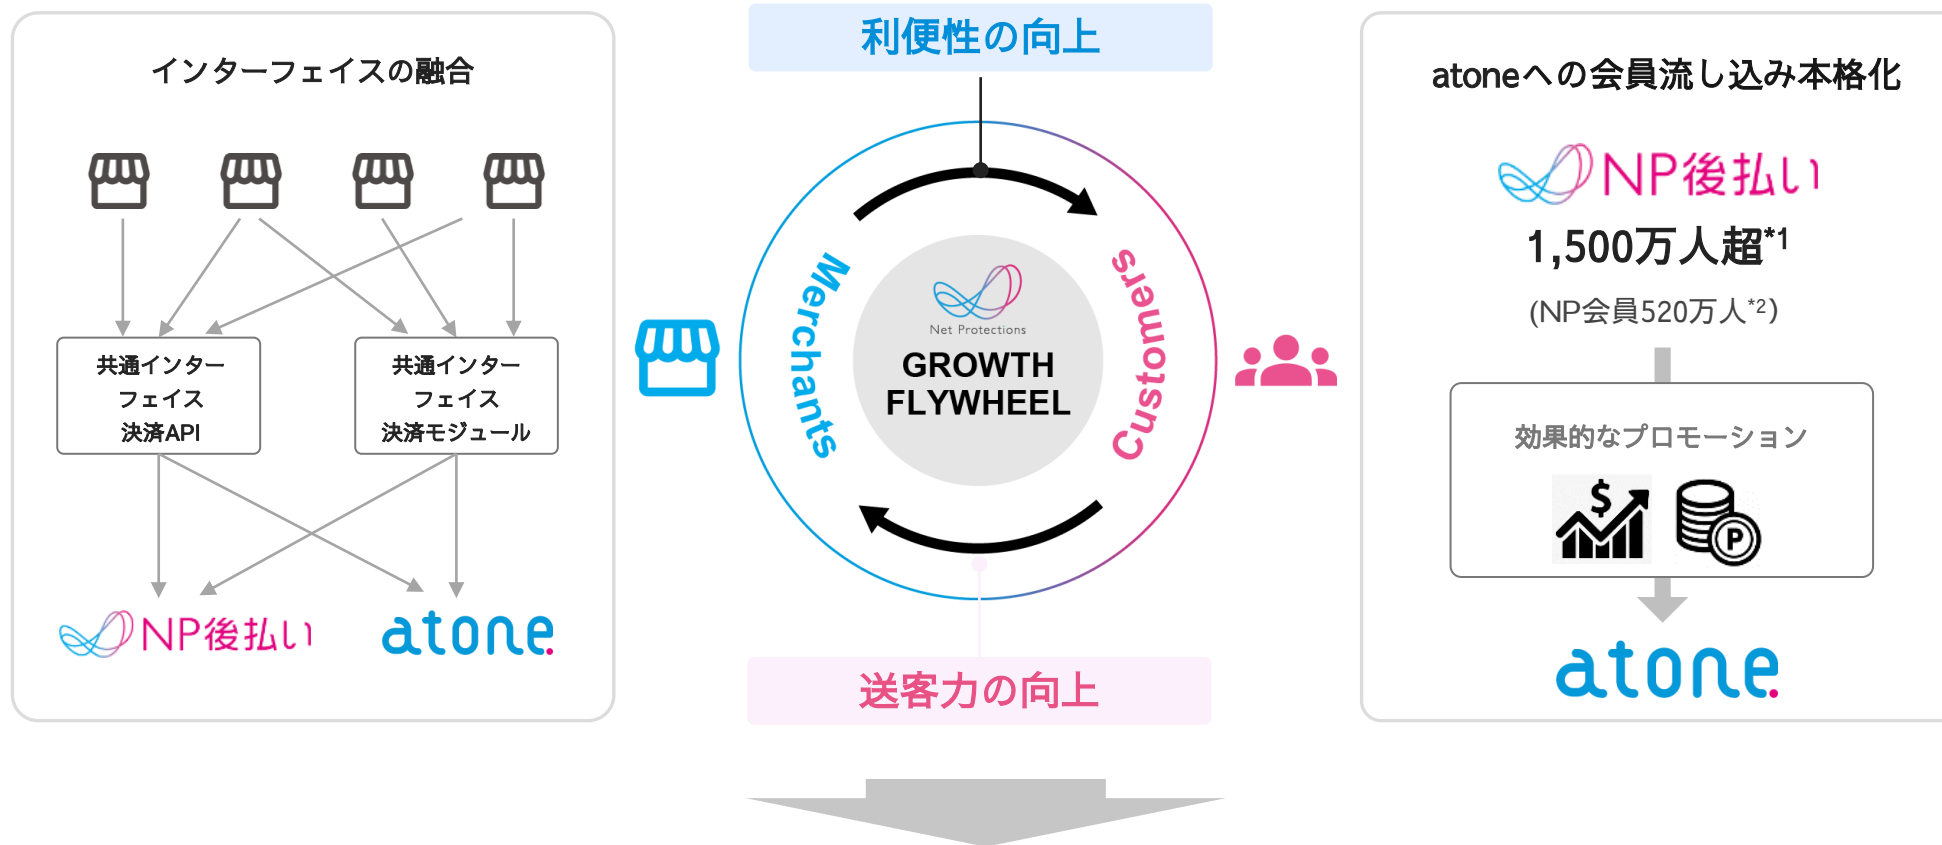 インターフェイスの融合
共通インター
フェイス
決済API
共通インター
フェイス
決済モジュール
NP後払い
atone.
利便性の向上
Merchants
Customers
Net Protections
GROWTH
FLYWHEEL
送客力の向上
atoneへの会員流し込み本格化
NP後払い
1,500万人超*1
(NP会員520万人*2)
効果的なプロモーション
$
P
atone.